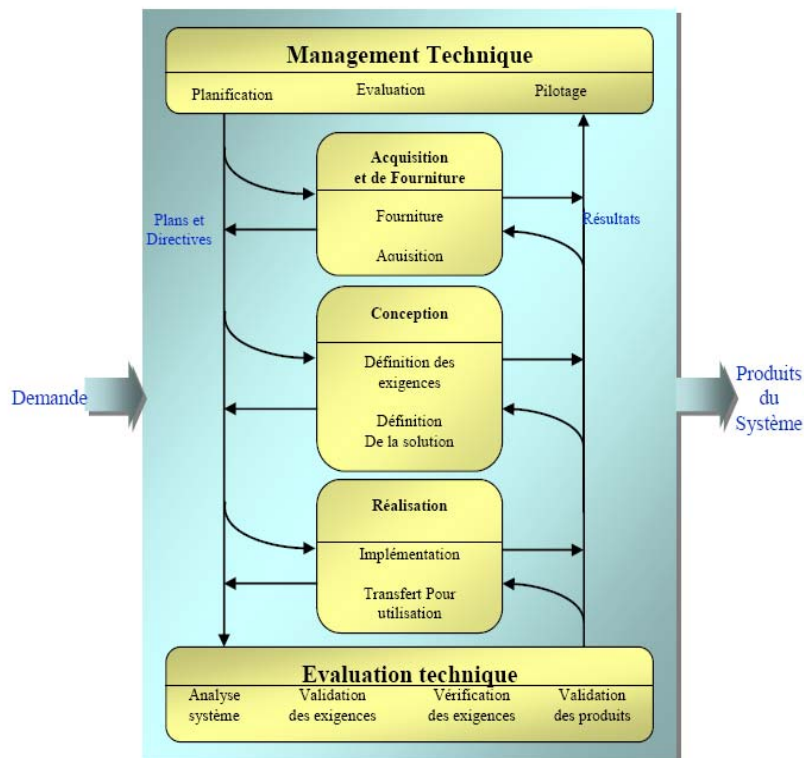 Management Technique
Planification
Evaluation
Pilotage
Acquisition
et de Fourniture
Fourniture
Aquisition
Plans et
Directives
Résultats
Conception
Définition des
exigences
Définition
De la solution
Demande
Produits
du
Système
Réalisation
Implémentation
Transfert Pour
utilisation
Evaluation technique
Analyse
système
Validation
des exigences
Vérification
des exigences
Validation
des produits